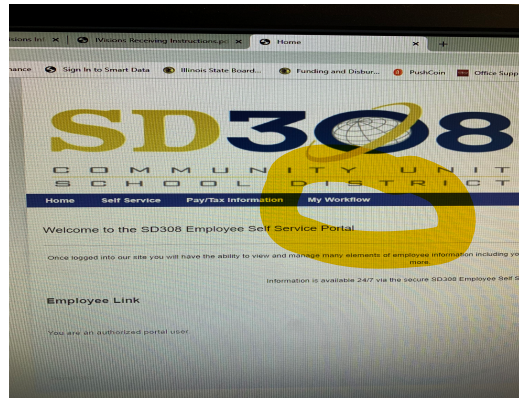 isions In
IVisions Receiving Instructions.po
Home
Sign In to Smart Data
Illinois State Board...
Funding and Disbur...
PushCoin
Office Supp
SD308
COMMUNITY UNIT
SCHOOL DISTRICT
Home Self Service Pay/Tax Information My Workflow
Welcome to the SD308 Employee Self Service Portal
Once logged into our site you will have the ability to view and manage many elements of employee information including yo
more.
Information is available 24/7 via the secure SD308 Employee Self S
Employee Link
You are an authorized portal user